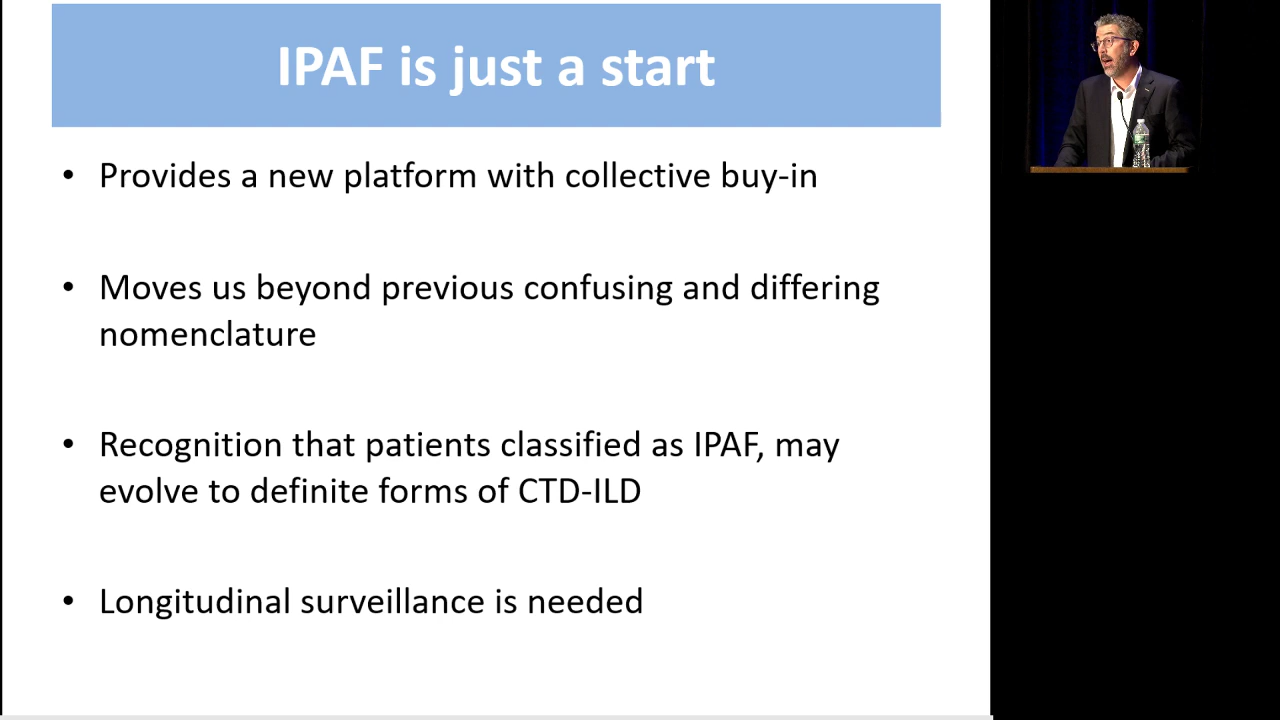 IPAF is just a start
• Provides a new platform with collective buy-in
• Moves us beyond previous confusing and differing
nomenclature
• Recognition that patients classified as IPAF, may
evolve to definite forms of CTD-ILD
• Longitudinal surveillance is needed